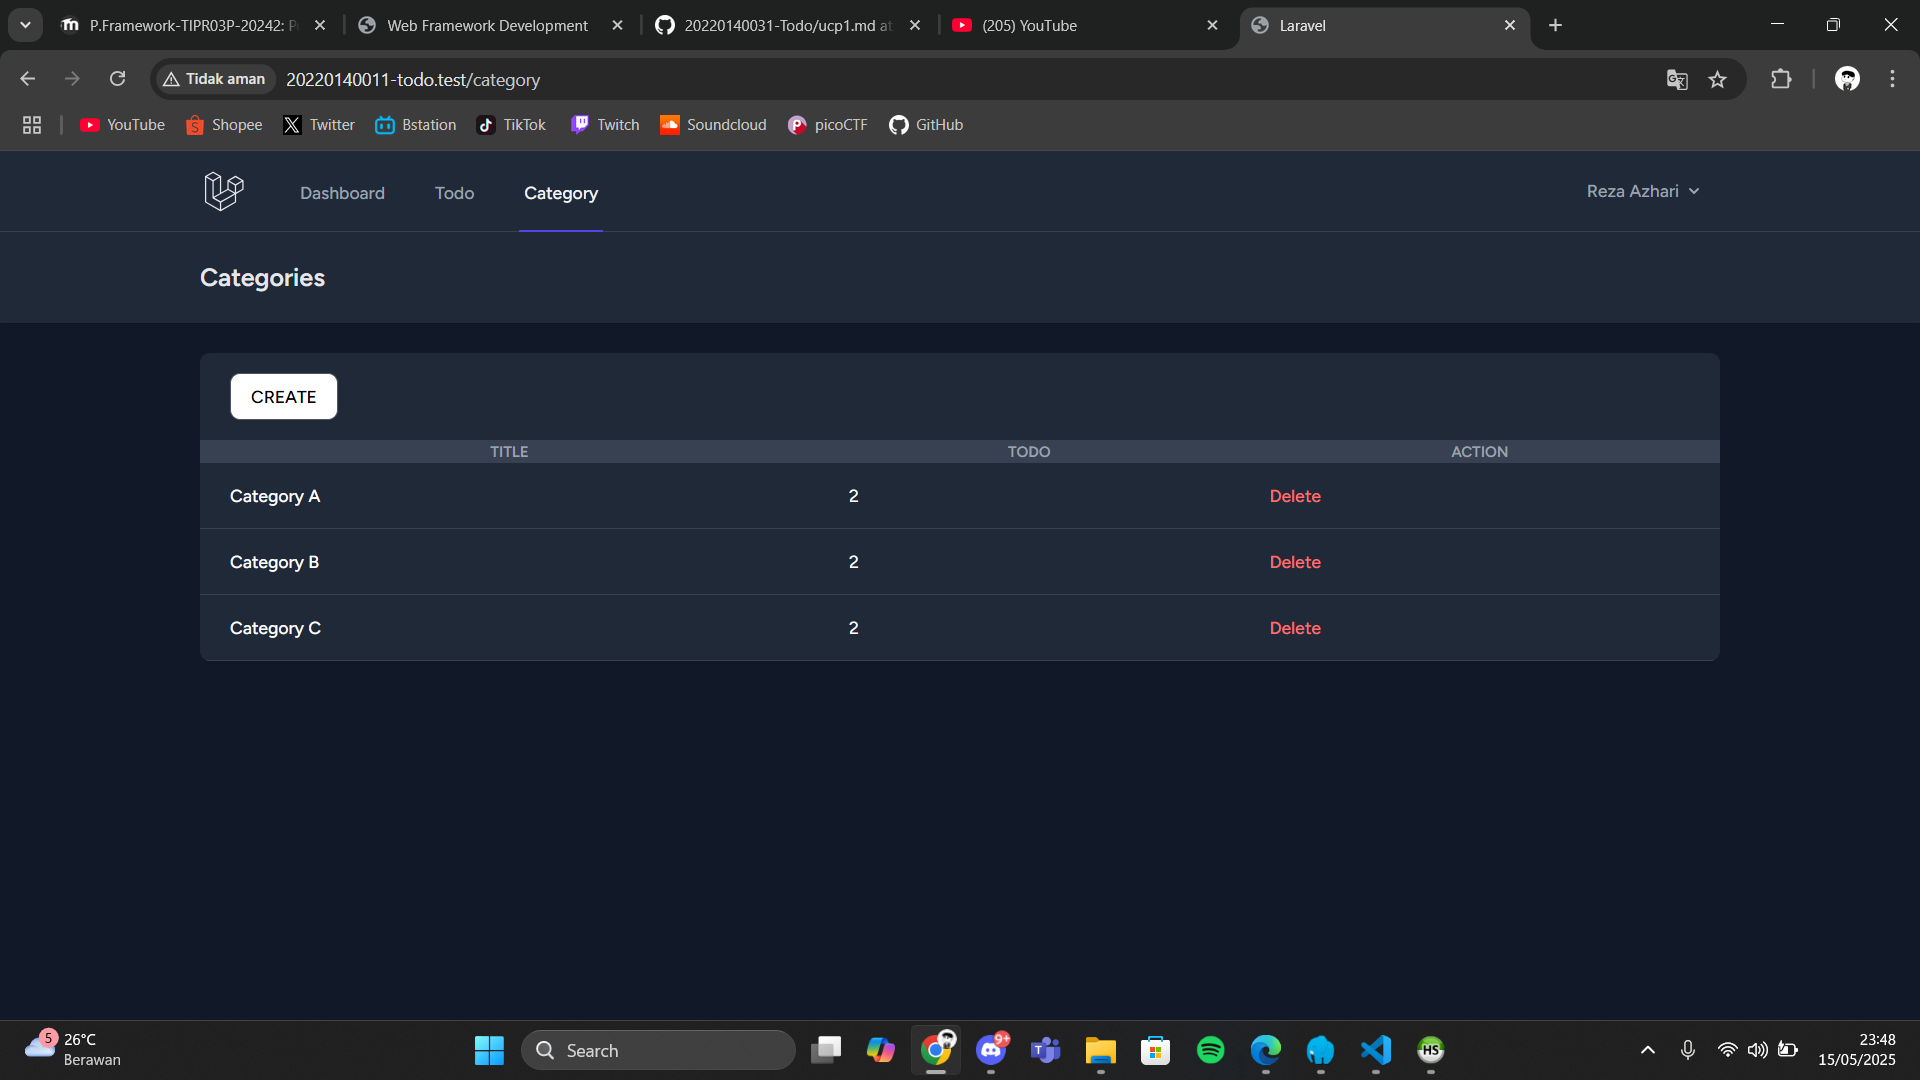 P.Framework-TIPR03P-20242: P
Web Framework Development
20220140031-Todo/ucp1.md at
(205) YouTube
Laravel
Tidak aman
20220140011-todo.test/category
YouTube
Shopee
Twitter
Bstation
TikTok
Twitch
Soundcloud
picoCTF
GitHub
Dashboard
Todo
Category
Reza Azhari
Categories
CREATE
TITLE TODO ACTION
Category A 2 Delete
Category B 2 Delete
Category C 2 Delete
5
26°C
Berawan
Search
9+
HS
23:48
15/05/2025